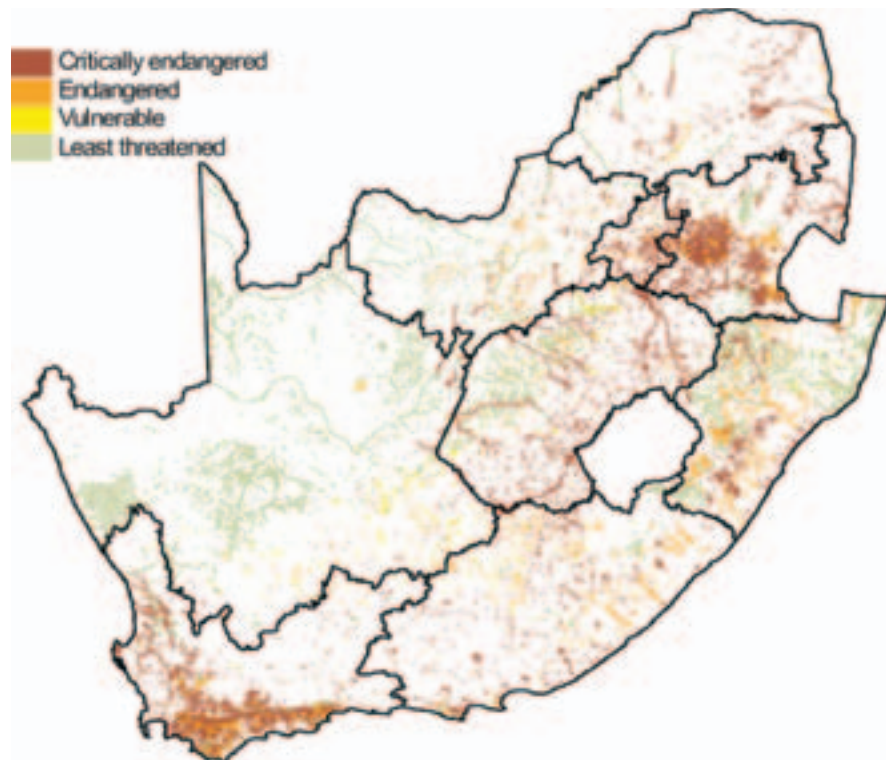 Critically endangered
Endangered
Vulnerable
Least threatened